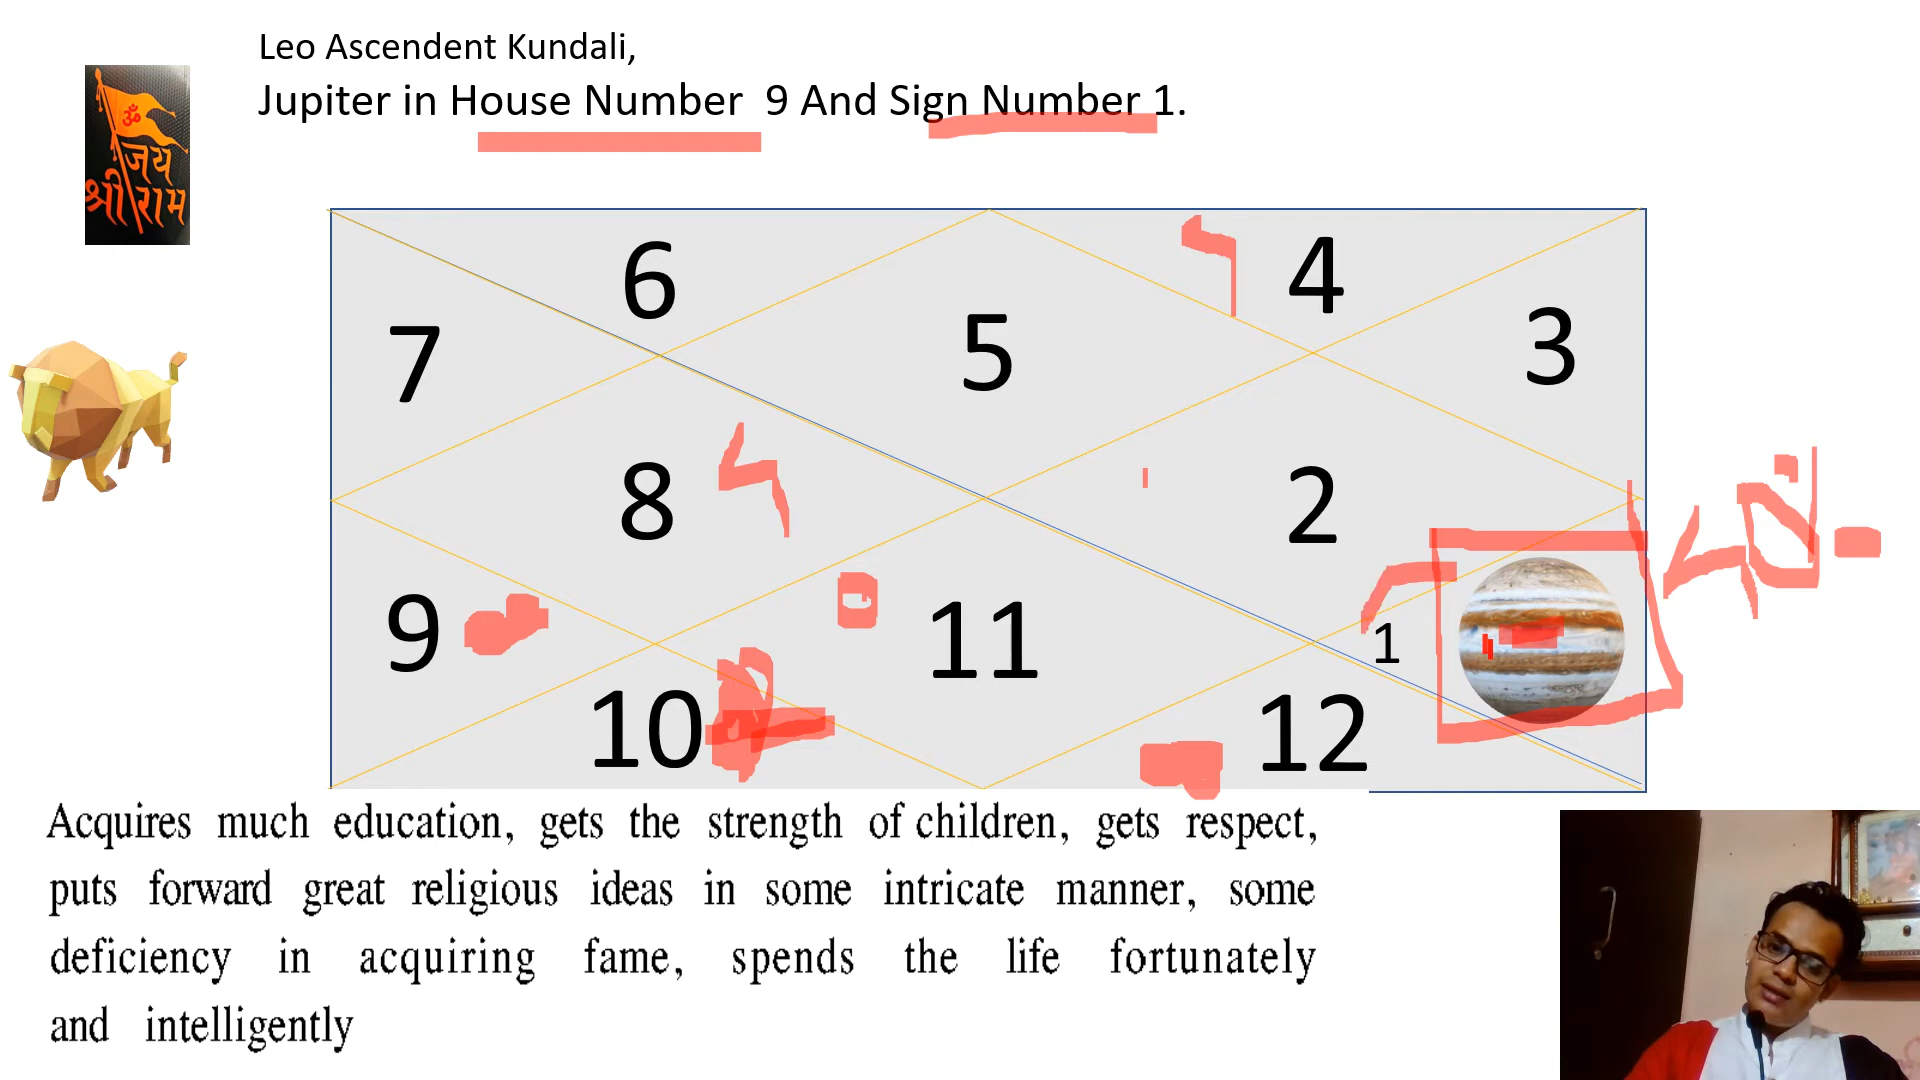 Leo Ascendent Kundali,
Jupiter in House Number 9 And Sign Number 1.
ॐ
जय
श्री राम
6
4
7
5
3
8
2
9
11
1
10
12
Acquires much education, gets the strength of children, gets respect,
puts forward great religious ideas in some intricate manner, some
deficiency in acquiring fame, spends the life fortunately
and intelligently